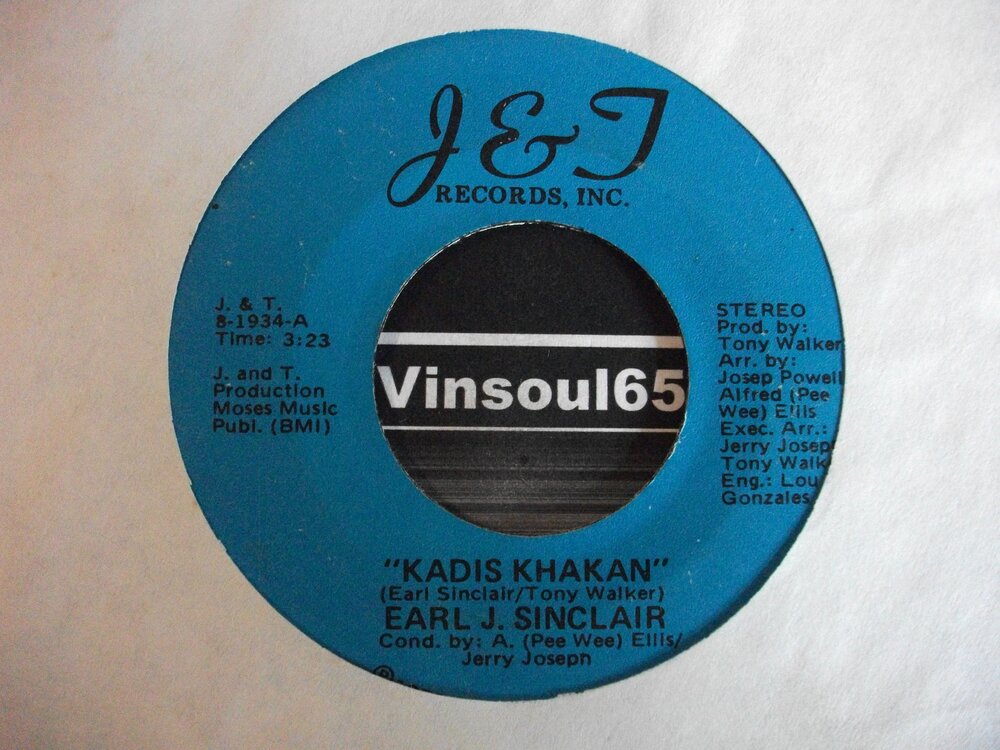 J & T
RECORDS, INC.
J. & T.
8-1934-A
Time: 3:23
J. and T.
Production
Moses Music
Publ. (BMI)
STEREO
Prod. by:
Tony Walker
Arr. by:
Josep Powell
Alfred (Pee
Wee) Ellis
Exec. Arr.:
Jerry Josep
Tony Walk
Eng.: Lou
Gonzales
Vinsoul65
"KADIS KHAKAN"
(Earl Sinclair/Tony Walker)
EARL J. SINCLAIR
Cond. by: A. (Pee Wee) Ellis/
Jerry Joseph
℗